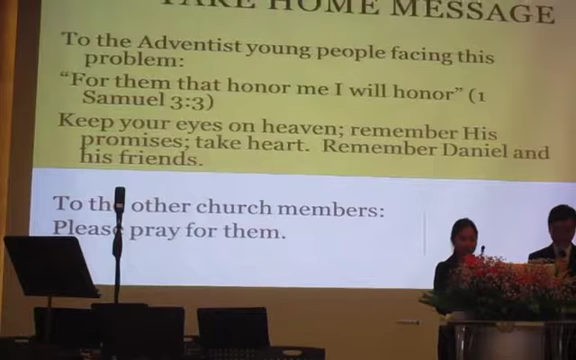 TAKE HOME MESSAGE
To the Adventist young people facing this
problem:
“For them that honor me I will honor” (1
Samuel 3:3)
Keep your eyes on heaven; remember His
promises; take heart.  Remember Daniel and
his friends.
To the other church members:
Please pray for them.